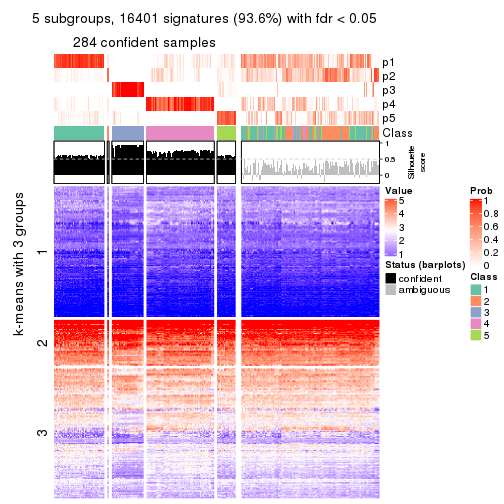 5 subgroups, 16401 signatures (93.6%) with fdr < 0.05
284 confident samples
p1
p2
p3
p4
p5
Class
1
0.5
0
Silhouette
score
k-means with 3 groups
1
2
3
Value
5
4
3
2
1
Status (barplots)
confident
ambiguous
Prob
1
0.8
0.6
0.4
0.2
0
Class
1
2
3
4
5